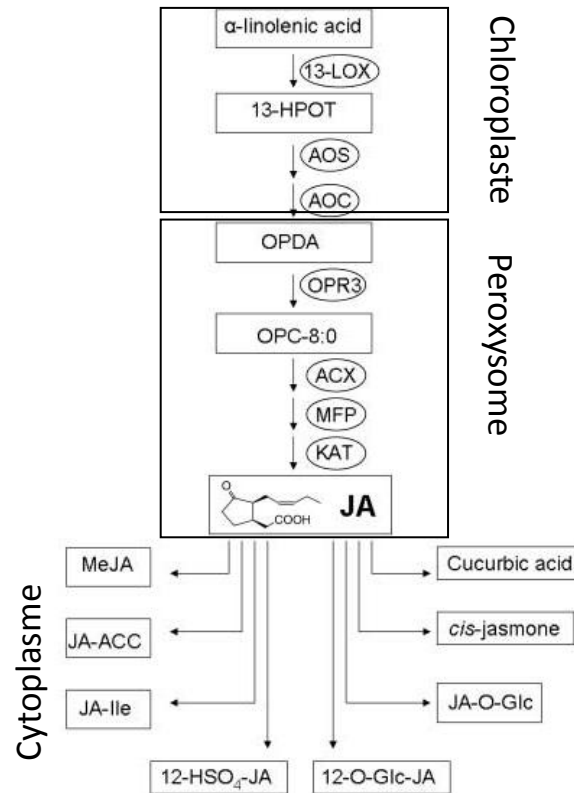 α-linolenic acid
13-LOX
13-HPOT
AOS
AOC
Chloroplaste
OPDA
OPR3
OPC-8:0
ACX
MFP
KAT
Peroxysome
O
COOH
JA
MeJA
Cucurbic acid
JA-ACC
cis-jasmone
JA-Ile
JA-O-Glc
12-HSO₄-JA
12-O-Glc-JA
Cytoplasme